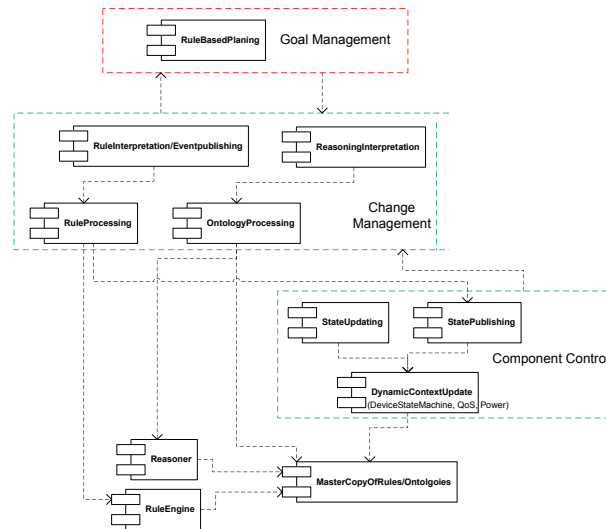 RuleBasedPlaning
Goal Management
RuleInterpretation/Eventpublishing
ReasoningInterpretation
RuleProcessing
OntologyProcessing
Change
Management
StateUpdating
StatePublishing
Component Contro
DynamicContextUpdate
(DeviceStateMachine, QoS, Power)
Reasoner
MasterCopyOfRules/Ontolgoies
RuleEngine